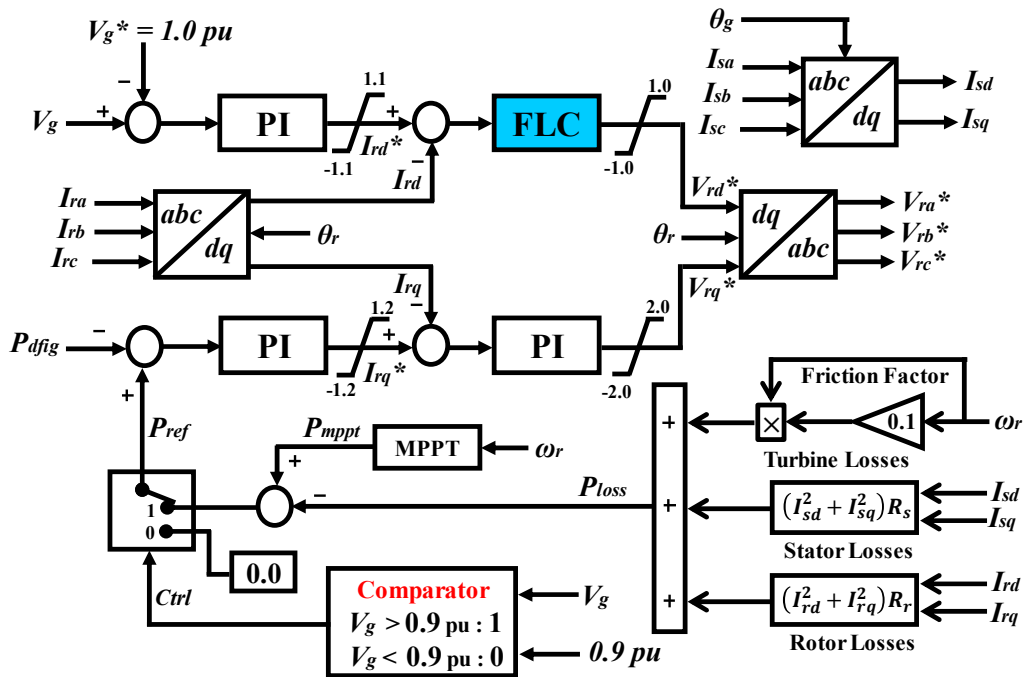 Vg* = 1.0 pu
−
+
Vg
PI
1.1
-1.1
+
Ird*
−
Ird
FLC
1.0
-1.0
Vrd*
θg
Isa
Isb
Isc
abc
dq
Isd
Isq
Ira
Irb
Irc
abc
dq
θr
θr
dq
abc
Vra*
Vrb*
Vrc*
Irq
−
Vrq*
Pdfig
−
+
PI
1.2
-1.2
+
Irq*
PI
2.0
-2.0
Pref
1
0
0.0
Ctrl
Pmppt
MPPT
ωr
+
−
Ploss
+
+
+
Friction Factor
×
0.1
ωr
Turbine Losses
(I²sd + I²sq)Rs
Isd
Isq
Stator Losses
(I²rd + I²rq)Rr
Ird
Irq
Rotor Losses
Comparator
Vg > 0.9 pu : 1
Vg < 0.9 pu : 0
Vg
0.9 pu